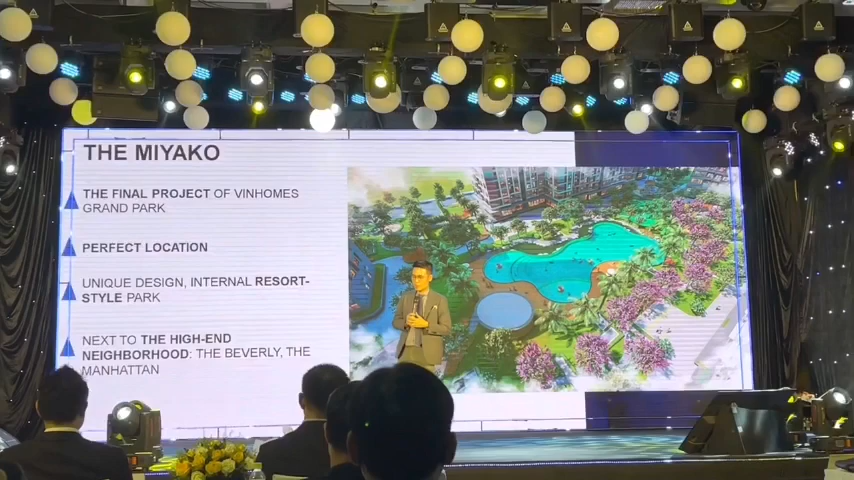 THE MIYAKO
THE FINAL PROJECT OF VINHOMES
GRAND PARK
PERFECT LOCATION
UNIQUE DESIGN, INTERNAL RESORT-
STYLE PARK
NEXT TO THE HIGH-END
NEIGHBORHOOD: THE BEVERLY, THE
MANHATTAN